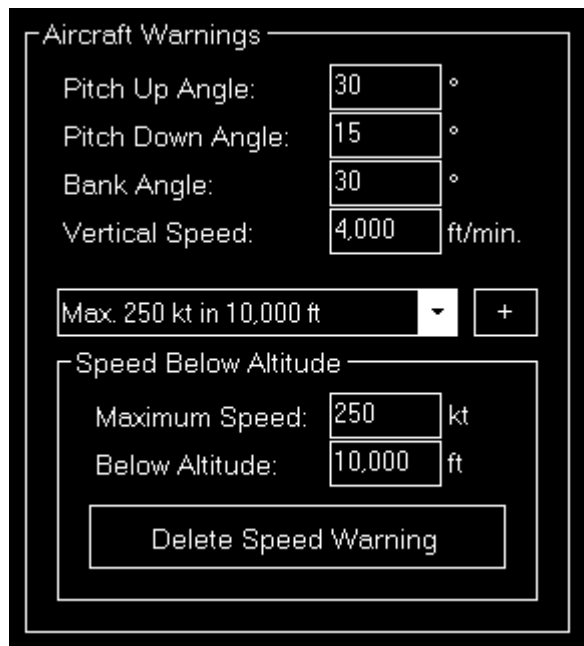 Aircraft Warnings
Pitch Up Angle: 30 °
Pitch Down Angle: 15 °
Bank Angle: 30 °
Vertical Speed: 4,000 ft/min.
Max. 250 kt in 10,000 ft +
Speed Below Altitude
Maximum Speed: 250 kt
Below Altitude: 10,000 ft
Delete Speed Warning